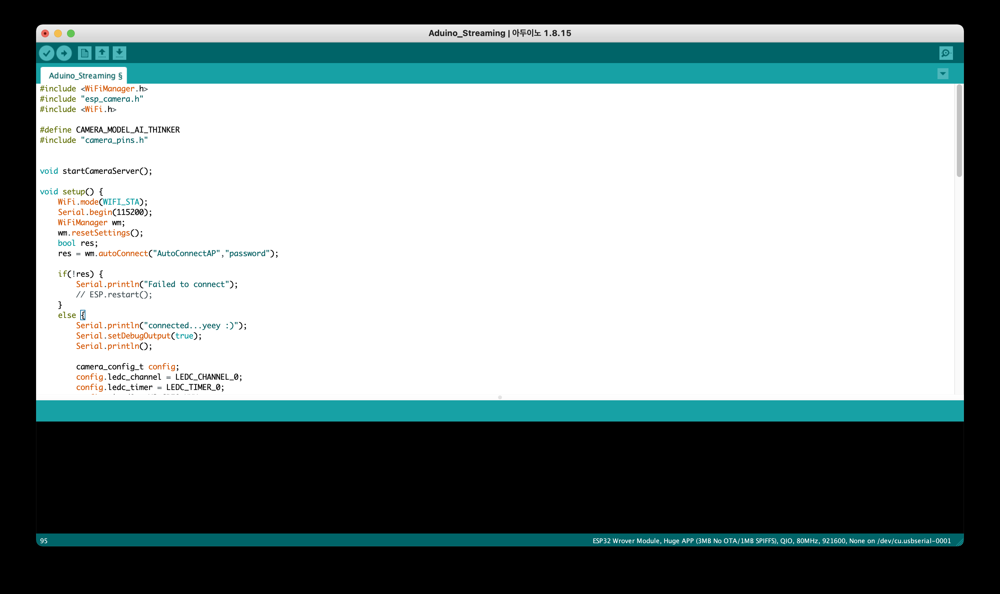 Aduino_Streaming | 아두이노 1.8.15
Aduino_Streaming §
#include <WiFiManager.h>
#include "esp_camera.h"
#include <WiFi.h>
#define CAMERA_MODEL_AI_THINKER
#include "camera_pins.h"
void startCameraServer();
void setup() {
WiFi.mode(WIFI_STA);
Serial.begin(115200);
WiFiManager wm;
wm.resetSettings();
bool res;
res = wm.autoConnect("AutoConnectAP","password");
if(!res) {
Serial.println("Failed to connect");
// ESP.restart();
}
else {
Serial.println("connected...yeey :)");
Serial.setDebugOutput(true);
Serial.println();
camera_config_t config;
config.ledc_channel = LEDC_CHANNEL_0;
config.ledc_timer = LEDC_TIMER_0;
95
ESP32 Wrover Module, Huge APP (3MB No OTA/1MB SPIFFS), QIO, 80MHz, 921600, None on /dev/cu.usbserial-0001